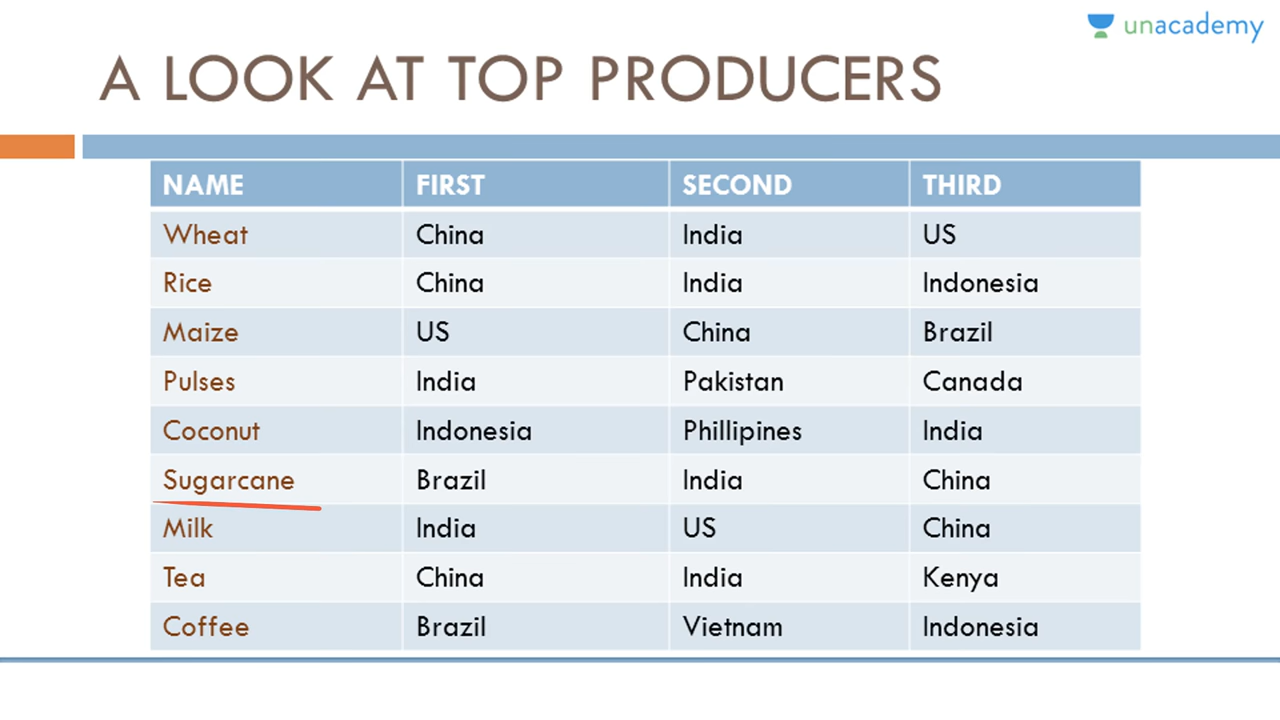 unacademy
A LOOK AT TOP PRODUCERS
NAME FIRST SECOND THIRD
Wheat China India US
Rice China India Indonesia
Maize US China Brazil
Pulses India Pakistan Canada
Coconut Indonesia Phillipines India
Sugarcane Brazil India China
Milk India US China
Tea China India Kenya
Coffee Brazil Vietnam Indonesia